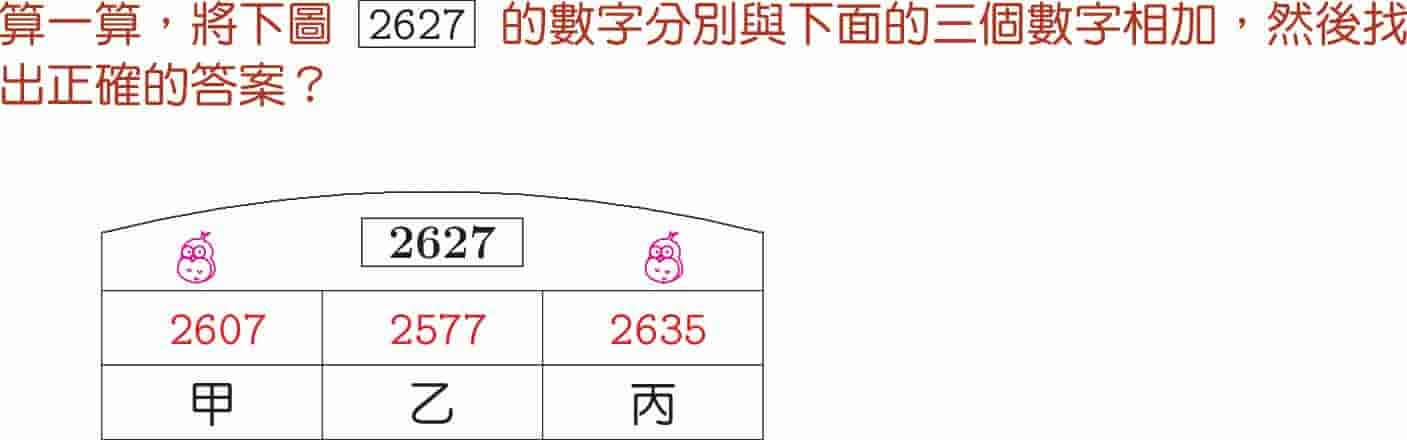 算一算，將下圖 2627 的數字分別與下面的三個數字相加，然後找
出正確的答案？
2627
2607 2577 2635
甲 乙 丙